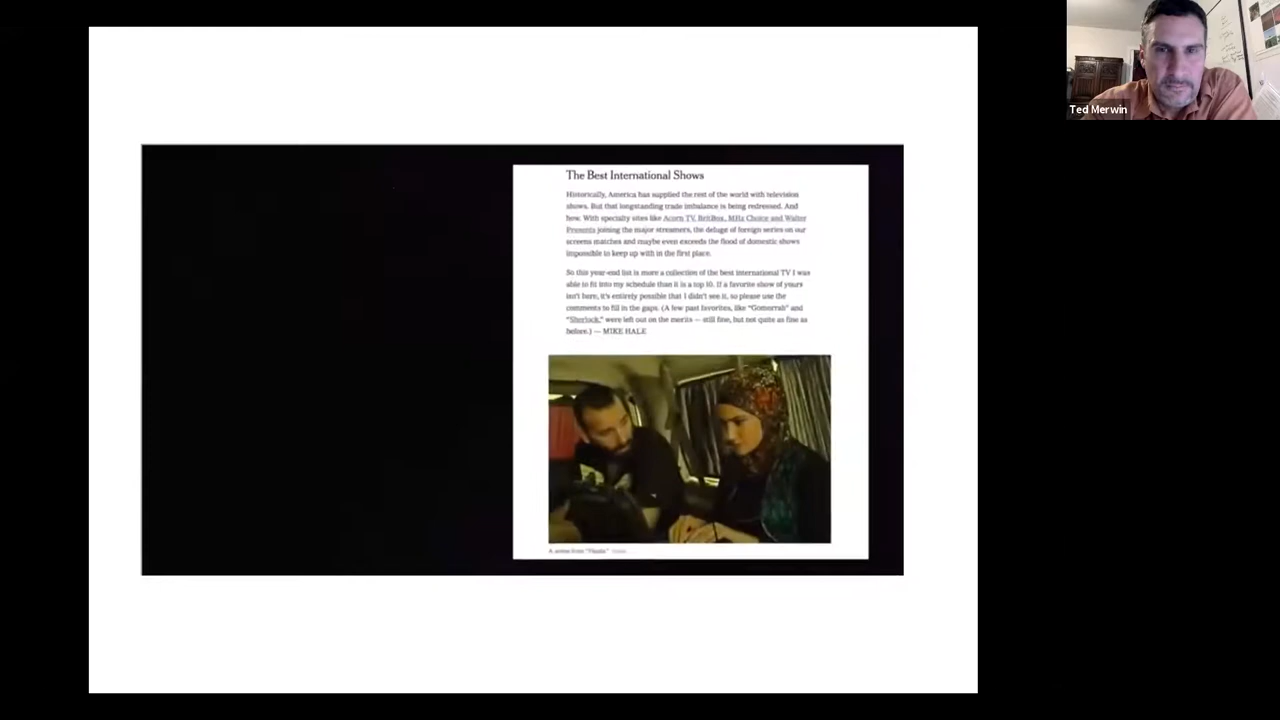 The Best International Shows
Historically, America has supplied the rest of the world with television
shows. But that longstanding trade imbalance is being redressed. And
how. With specialty sites like Acorn TV, BritBox, MHz Choice and Walter
Presents joining the major streamers, the deluge of foreign series on our
screens matches and maybe even exceeds the flood of domestic shows
impossible to keep up with in the first place.
So this year-end list is more a collection of the best international TV I was
able to fit into my schedule than it is a top 10. If a favorite show of yours
isn't here, it's entirely possible that I didn't see it, so please use the
comments to fill in the gaps. (A few past favorites, like "Gomorrah" and
"Sherlock," were left out on the merits — still fine, but not quite as fine as
before.) — MIKE HALE
A scene from "Fauda"
Ted Merwin